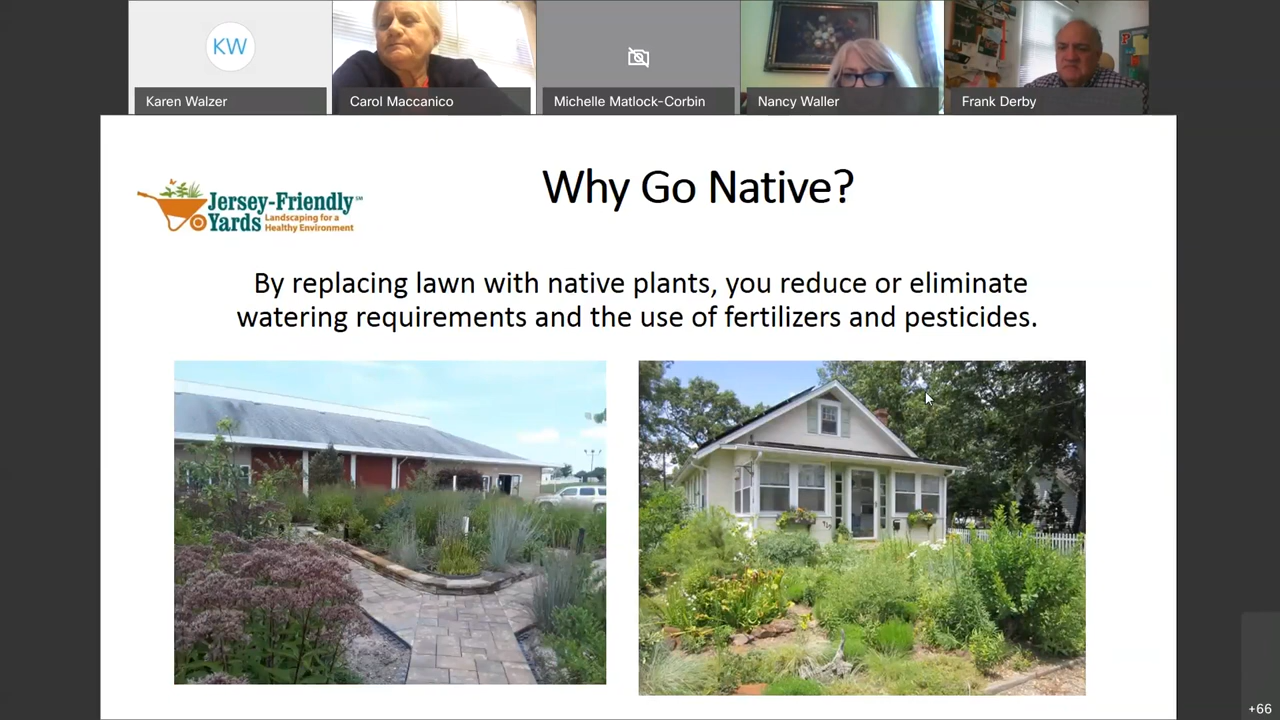 KW
Karen Walzer
Carol Maccanico
Michelle Matlock-Corbin
Nancy Waller
Frank Derby
Why Go Native?
Jersey-Friendly℠
Yards
Landscaping for a
Healthy Environment
By replacing lawn with native plants, you reduce or eliminate
watering requirements and the use of fertilizers and pesticides.
+66